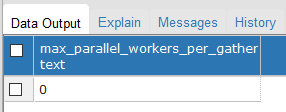 Data Output Explain Messages History
max_parallel_workers_per_gather
text
0